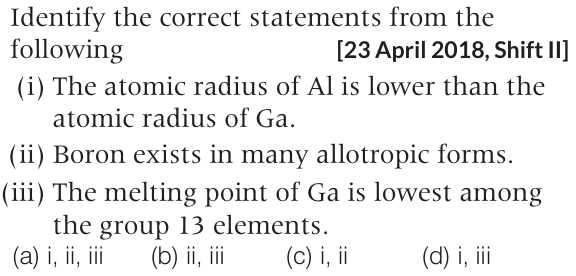 Identify the correct statements from the
following [23 April 2018, Shift II]
(i) The atomic radius of Al is lower than the
atomic radius of Ga.
(ii) Boron exists in many allotropic forms.
(iii) The melting point of Ga is lowest among
the group 13 elements.
(a) i, ii, iii (b) ii, iii (c) i, ii (d) i, iii